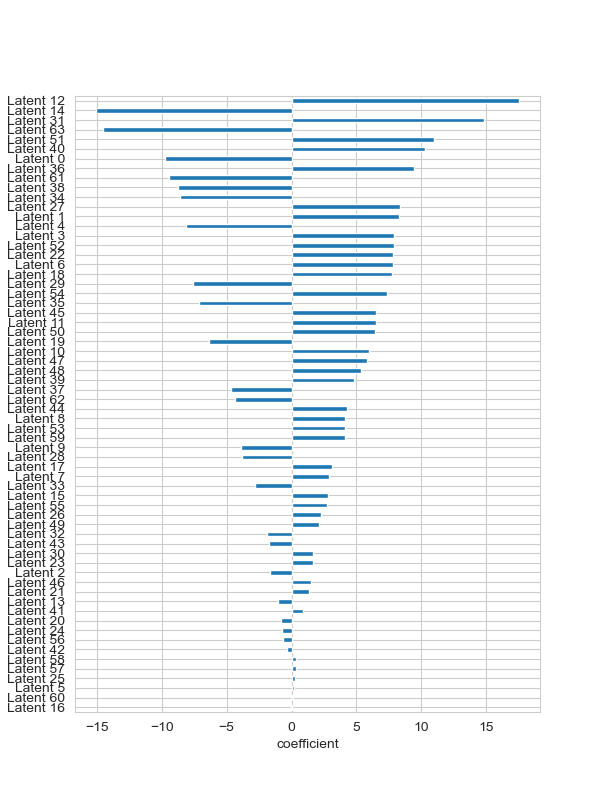 Latent 12
Latent 14
Latent 31
Latent 63
Latent 51
Latent 40
Latent 0
Latent 36
Latent 61
Latent 38
Latent 34
Latent 27
Latent 1
Latent 4
Latent 3
Latent 52
Latent 22
Latent 6
Latent 18
Latent 29
Latent 54
Latent 35
Latent 45
Latent 11
Latent 50
Latent 19
Latent 10
Latent 47
Latent 48
Latent 39
Latent 37
Latent 62
Latent 44
Latent 8
Latent 53
Latent 59
Latent 9
Latent 28
Latent 17
Latent 7
Latent 33
Latent 15
Latent 55
Latent 26
Latent 49
Latent 32
Latent 43
Latent 30
Latent 23
Latent 2
Latent 46
Latent 21
Latent 13
Latent 41
Latent 20
Latent 24
Latent 56
Latent 42
Latent 58
Latent 57
Latent 25
Latent 5
Latent 60
Latent 16
−15 −10 −5 0 5 10 15
coefficient